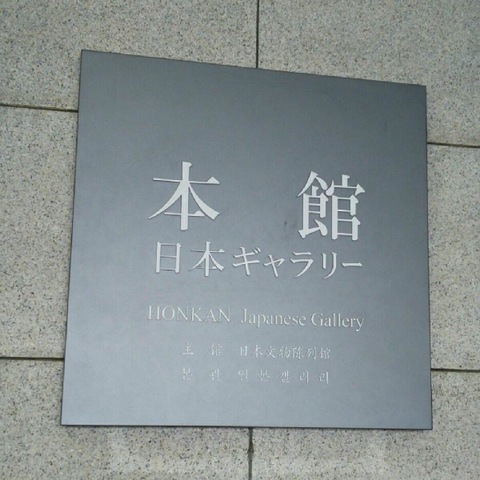 本館
日本ギャラリー
HONKAN Japanese Gallery
主 館 日本文物陈列館
본 관 일본갤러리